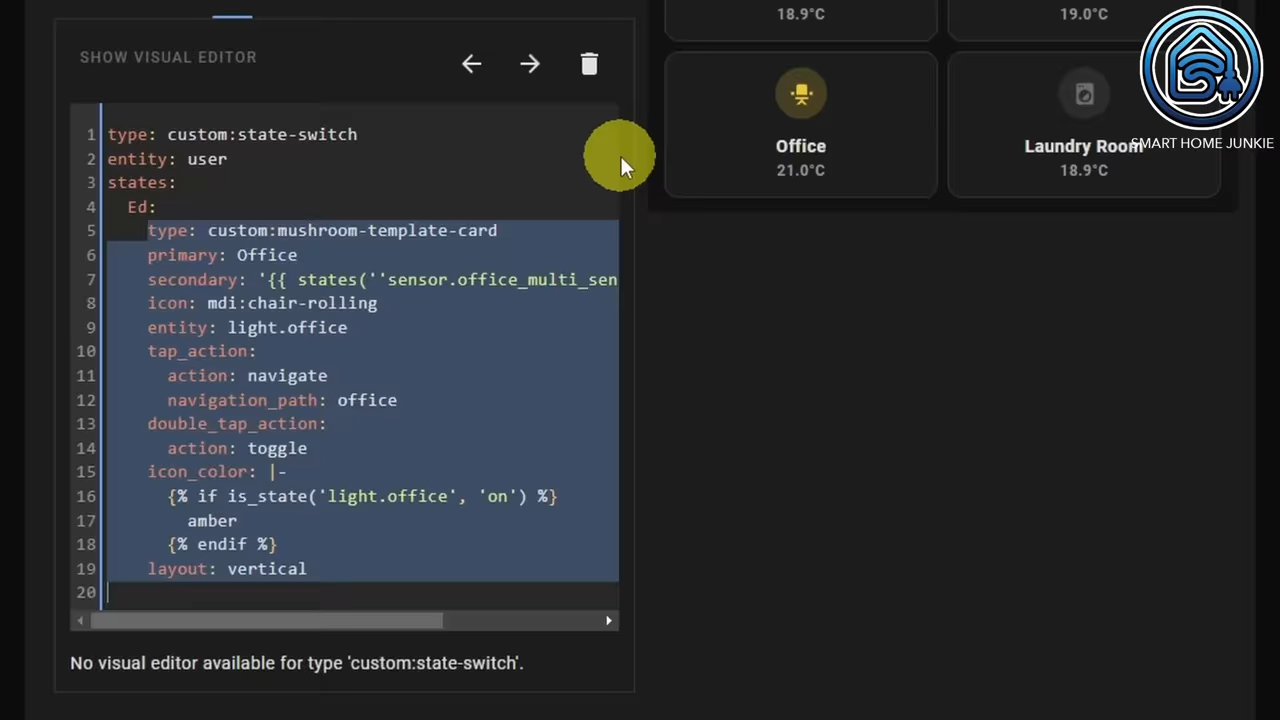 SHOW VISUAL EDITOR
1 type: custom:state-switch
2 entity: user
3 states:
4 Ed:
5 type: custom:mushroom-template-card
6 primary: Office
7 secondary: '{{ states(''sensor.office_multi_sen
8 icon: mdi:chair-rolling
9 entity: light.office
10 tap_action:
11 action: navigate
12 navigation_path: office
13 double_tap_action:
14 action: toggle
15 icon_color: |-
16 {% if is_state('light.office', 'on') %}
17 amber
18 {% endif %}
19 layout: vertical
20
No visual editor available for type 'custom:state-switch'.
18.9°C
19.0°C
Office
21.0°C
Laundry Room
18.9°C
SMART HOME JUNKIE